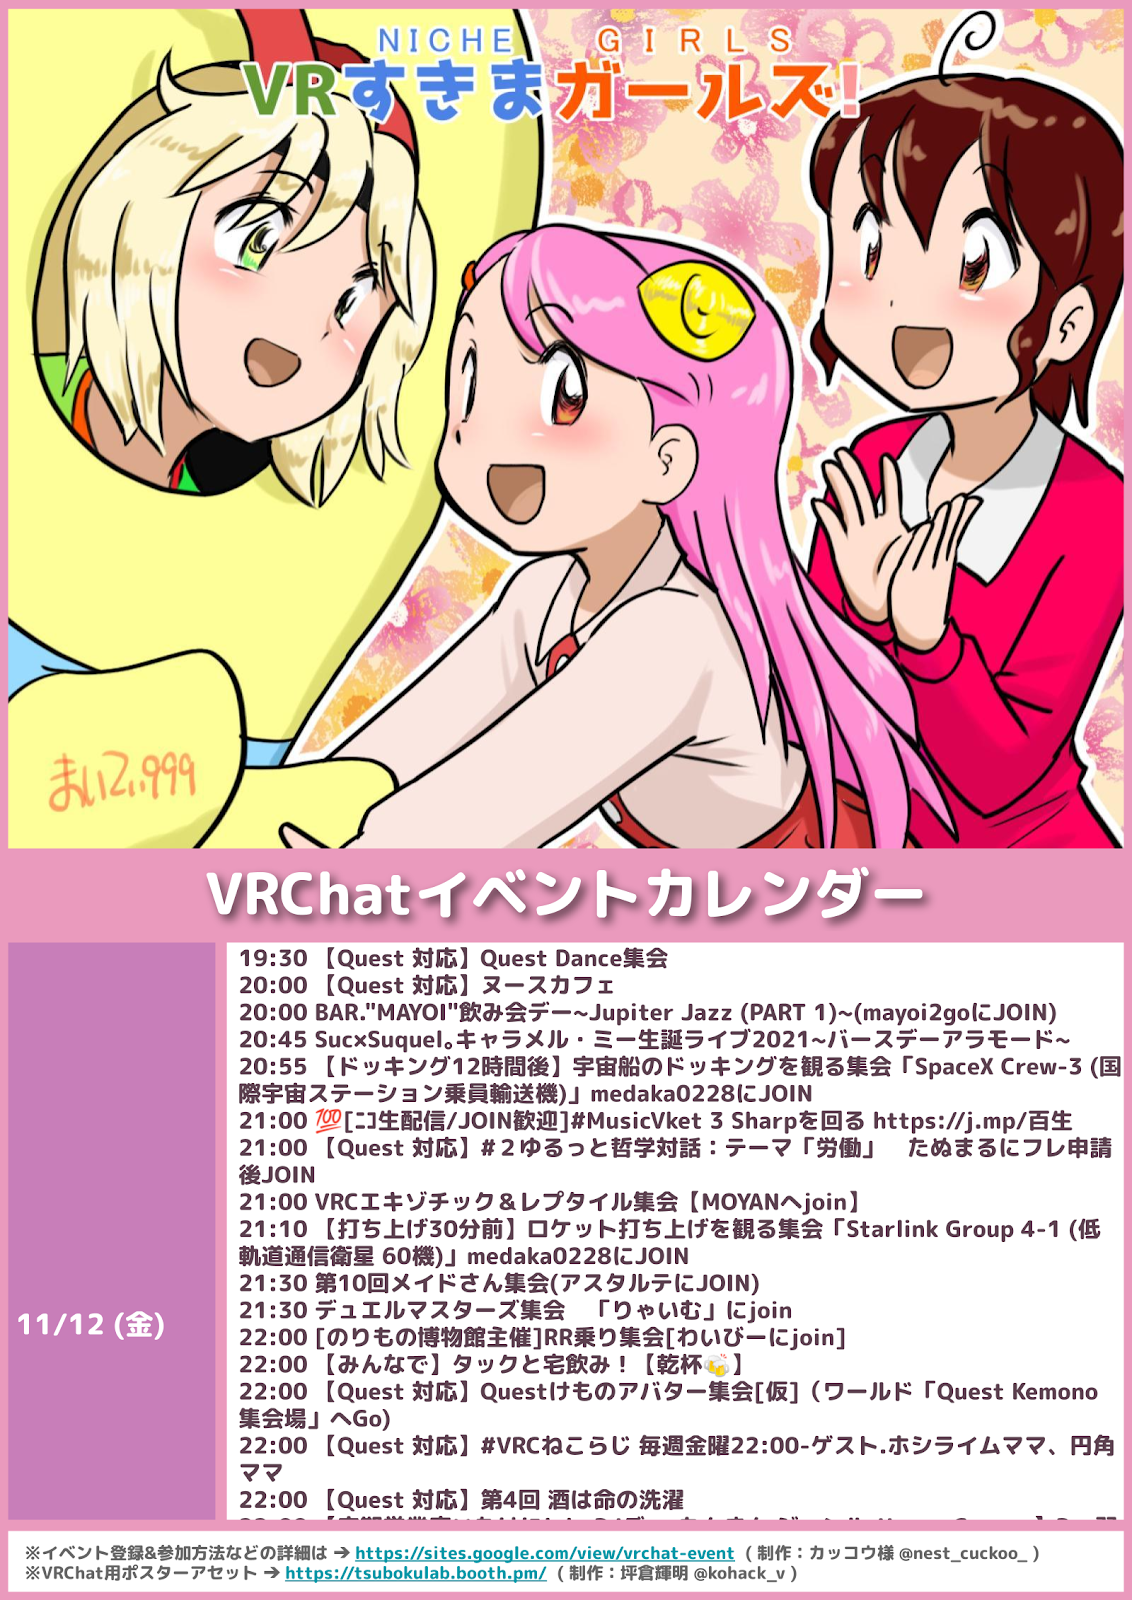 NICHE GIRLS
VRすきまガールズ!
まいこぃ999
VRChatイベントカレンダー
11/12 (金)
19:30 【Quest 対応】Quest Dance集会
20:00 【Quest 対応】ヌースカフェ
20:00 BAR."MAYOI"飲み会デー~Jupiter Jazz (PART 1)~(mayoi2goにJOIN)
20:45 Suc×Suquel｡キャラメル・ミー生誕ライブ2021~バースデーアラモード~
20:55 【ドッキング12時間後】宇宙船のドッキングを観る集会「SpaceX Crew-3 (国
際宇宙ステーション乗員輸送機)」medaka0228にJOIN
21:00 💯[ﾆｺ生配信/JOIN歓迎]#MusicVket 3 Sharpを回る https://j.mp/百生
21:00 【Quest 対応】#２ゆるっと哲学対話：テーマ「労働」　たぬまるにフレ申請
後JOIN
21:00 VRCエキゾチック＆レプタイル集会【MOYANへjoin】
21:10 【打ち上げ30分前】ロケット打ち上げを観る集会「Starlink Group 4-1 (低
軌道通信衛星 60機)」medaka0228にJOIN
21:30 第10回メイドさん集会(アスタルテにJOIN)
21:30 デュエルマスターズ集会　「りゃいむ」にjoin
22:00 [のりもの博物館主催]RR乗り集会[わいびーにjoin]
22:00 【みんなで】タックと宅飲み！【乾杯🍻】
22:00 【Quest 対応】Questけものアバター集会[仮]（ワールド「Quest Kemono
集会場」へGo)
22:00 【Quest 対応】#VRCねこらじ 毎週金曜22:00-ゲスト.ホシライムママ、円角
ママ
22:00 【Quest 対応】第4回 酒は命の洗濯
※イベント登録&参加方法などの詳細は → https://sites.google.com/view/vrchat-event ( 制作：カッコウ様 @nest_cuckoo_ )
※VRChat用ポスターアセット → https://tsubokulab.booth.pm/ ( 制作：坪倉輝明 @kohack_v )